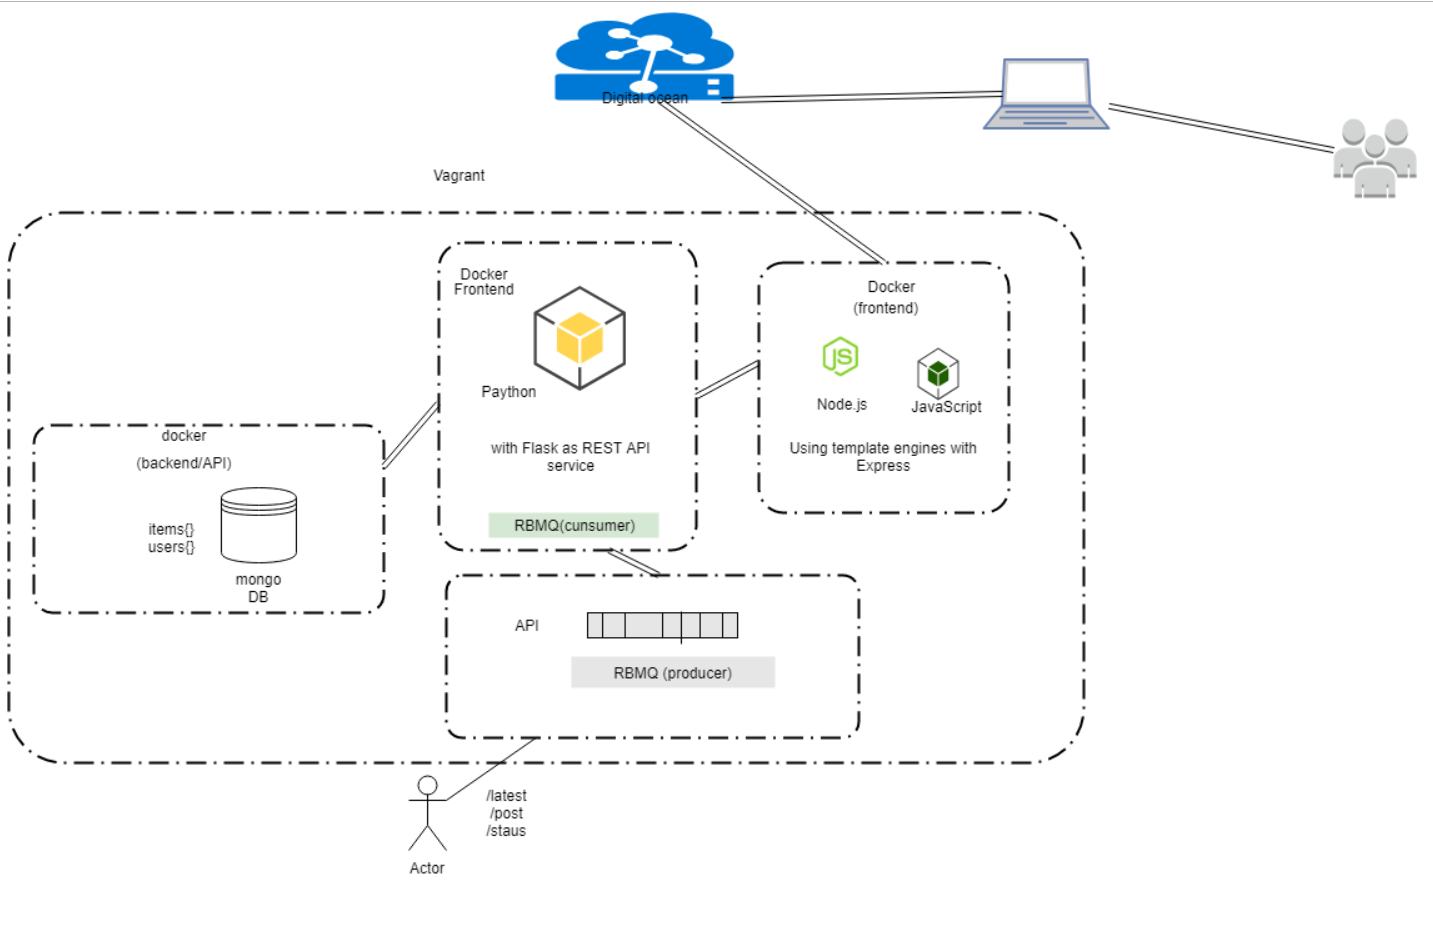 Digital ocean
Vagrant
Docker
Frontend
Paython
with Flask as REST API
service
RBMQ(cunsumer)
Docker
(frontend)
JS
Node.js
JavaScript
Using template engines with
Express
docker
(backend/API)
items{}
users{}
mongo
DB
API
RBMQ (producer)
/latest
/post
/staus
Actor